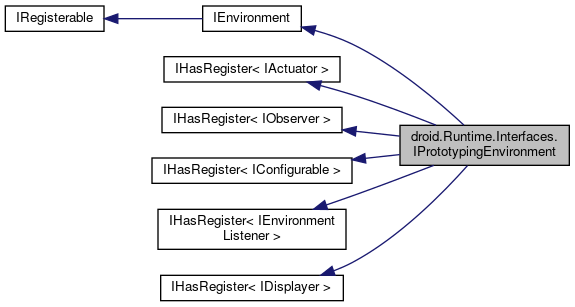 IRegisterable
IEnvironment
IHasRegister< IActuator >
IHasRegister< IObserver >
droid.Runtime.Interfaces.
IPrototypingEnvironment
IHasRegister< IConfigurable >
IHasRegister< IEnvironment
Listener >
IHasRegister< IDisplayer >